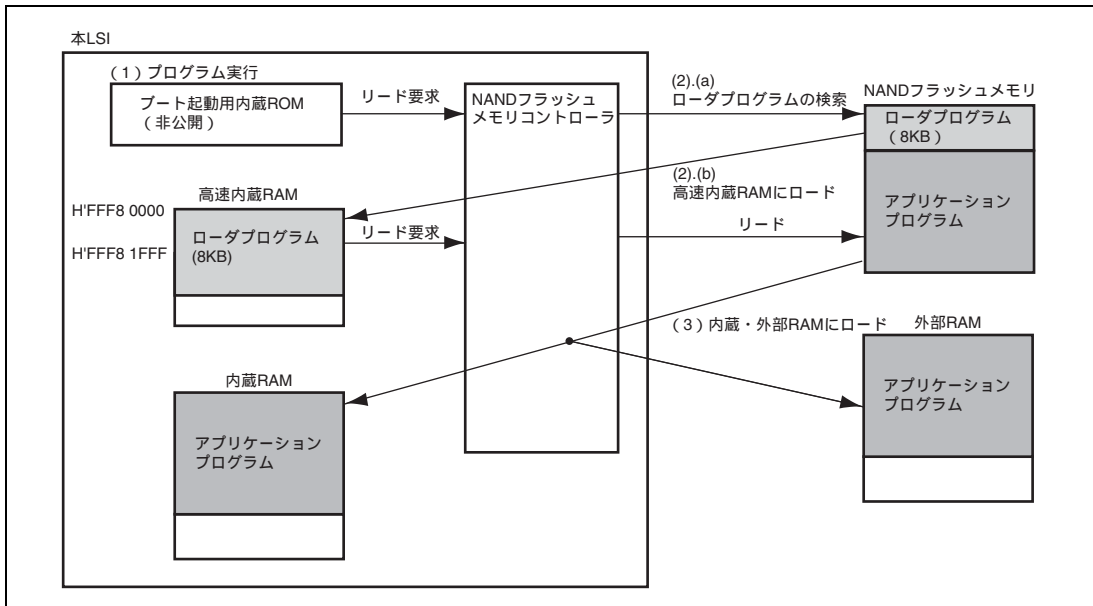 本LSI
（1）プログラム実行
ブート起動用内蔵ROM
（非公開）
リード要求
NANDフラッシュ
メモリコントローラ
(2).(a)
ローダプログラムの検索
NANDフラッシュメモリ
ローダプログラム
（8KB）
アプリケーション
プログラム
(2).(b)
高速内蔵RAMにロード
リード
高速内蔵RAM
H'FFF8 0000
H'FFF8 1FFF
ローダプログラム
(8KB)
リード要求
（3）内蔵・外部RAMにロード
外部RAM
アプリケーション
プログラム
内蔵RAM
アプリケーション
プログラム